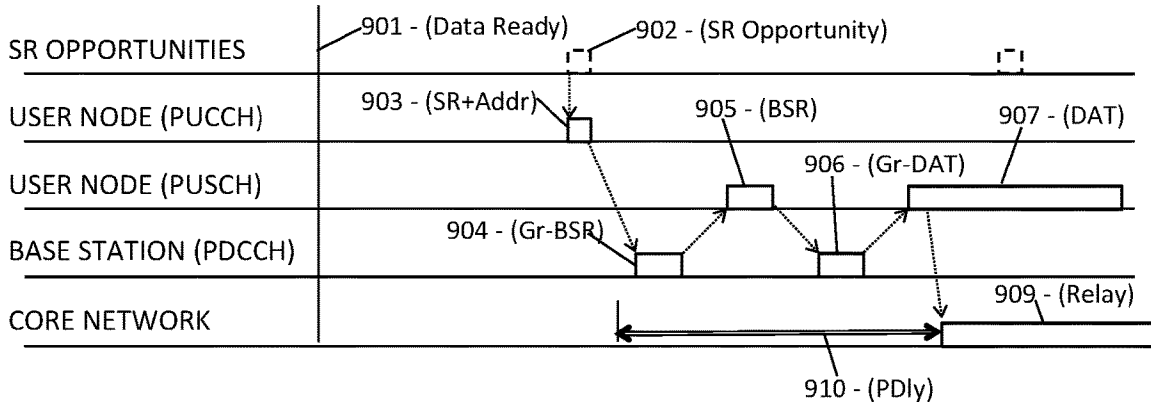 901 - (Data Ready)
902 - (SR Opportunity)
SR OPPORTUNITIES
903 - (SR+Addr)
905 - (BSR)
907 - (DAT)
USER NODE (PUCCH)
906 - (Gr-DAT)
USER NODE (PUSCH)
904 - (Gr-BSR)
BASE STATION (PDCCH)
909 - (Relay)
CORE NETWORK
910 - (PDly)